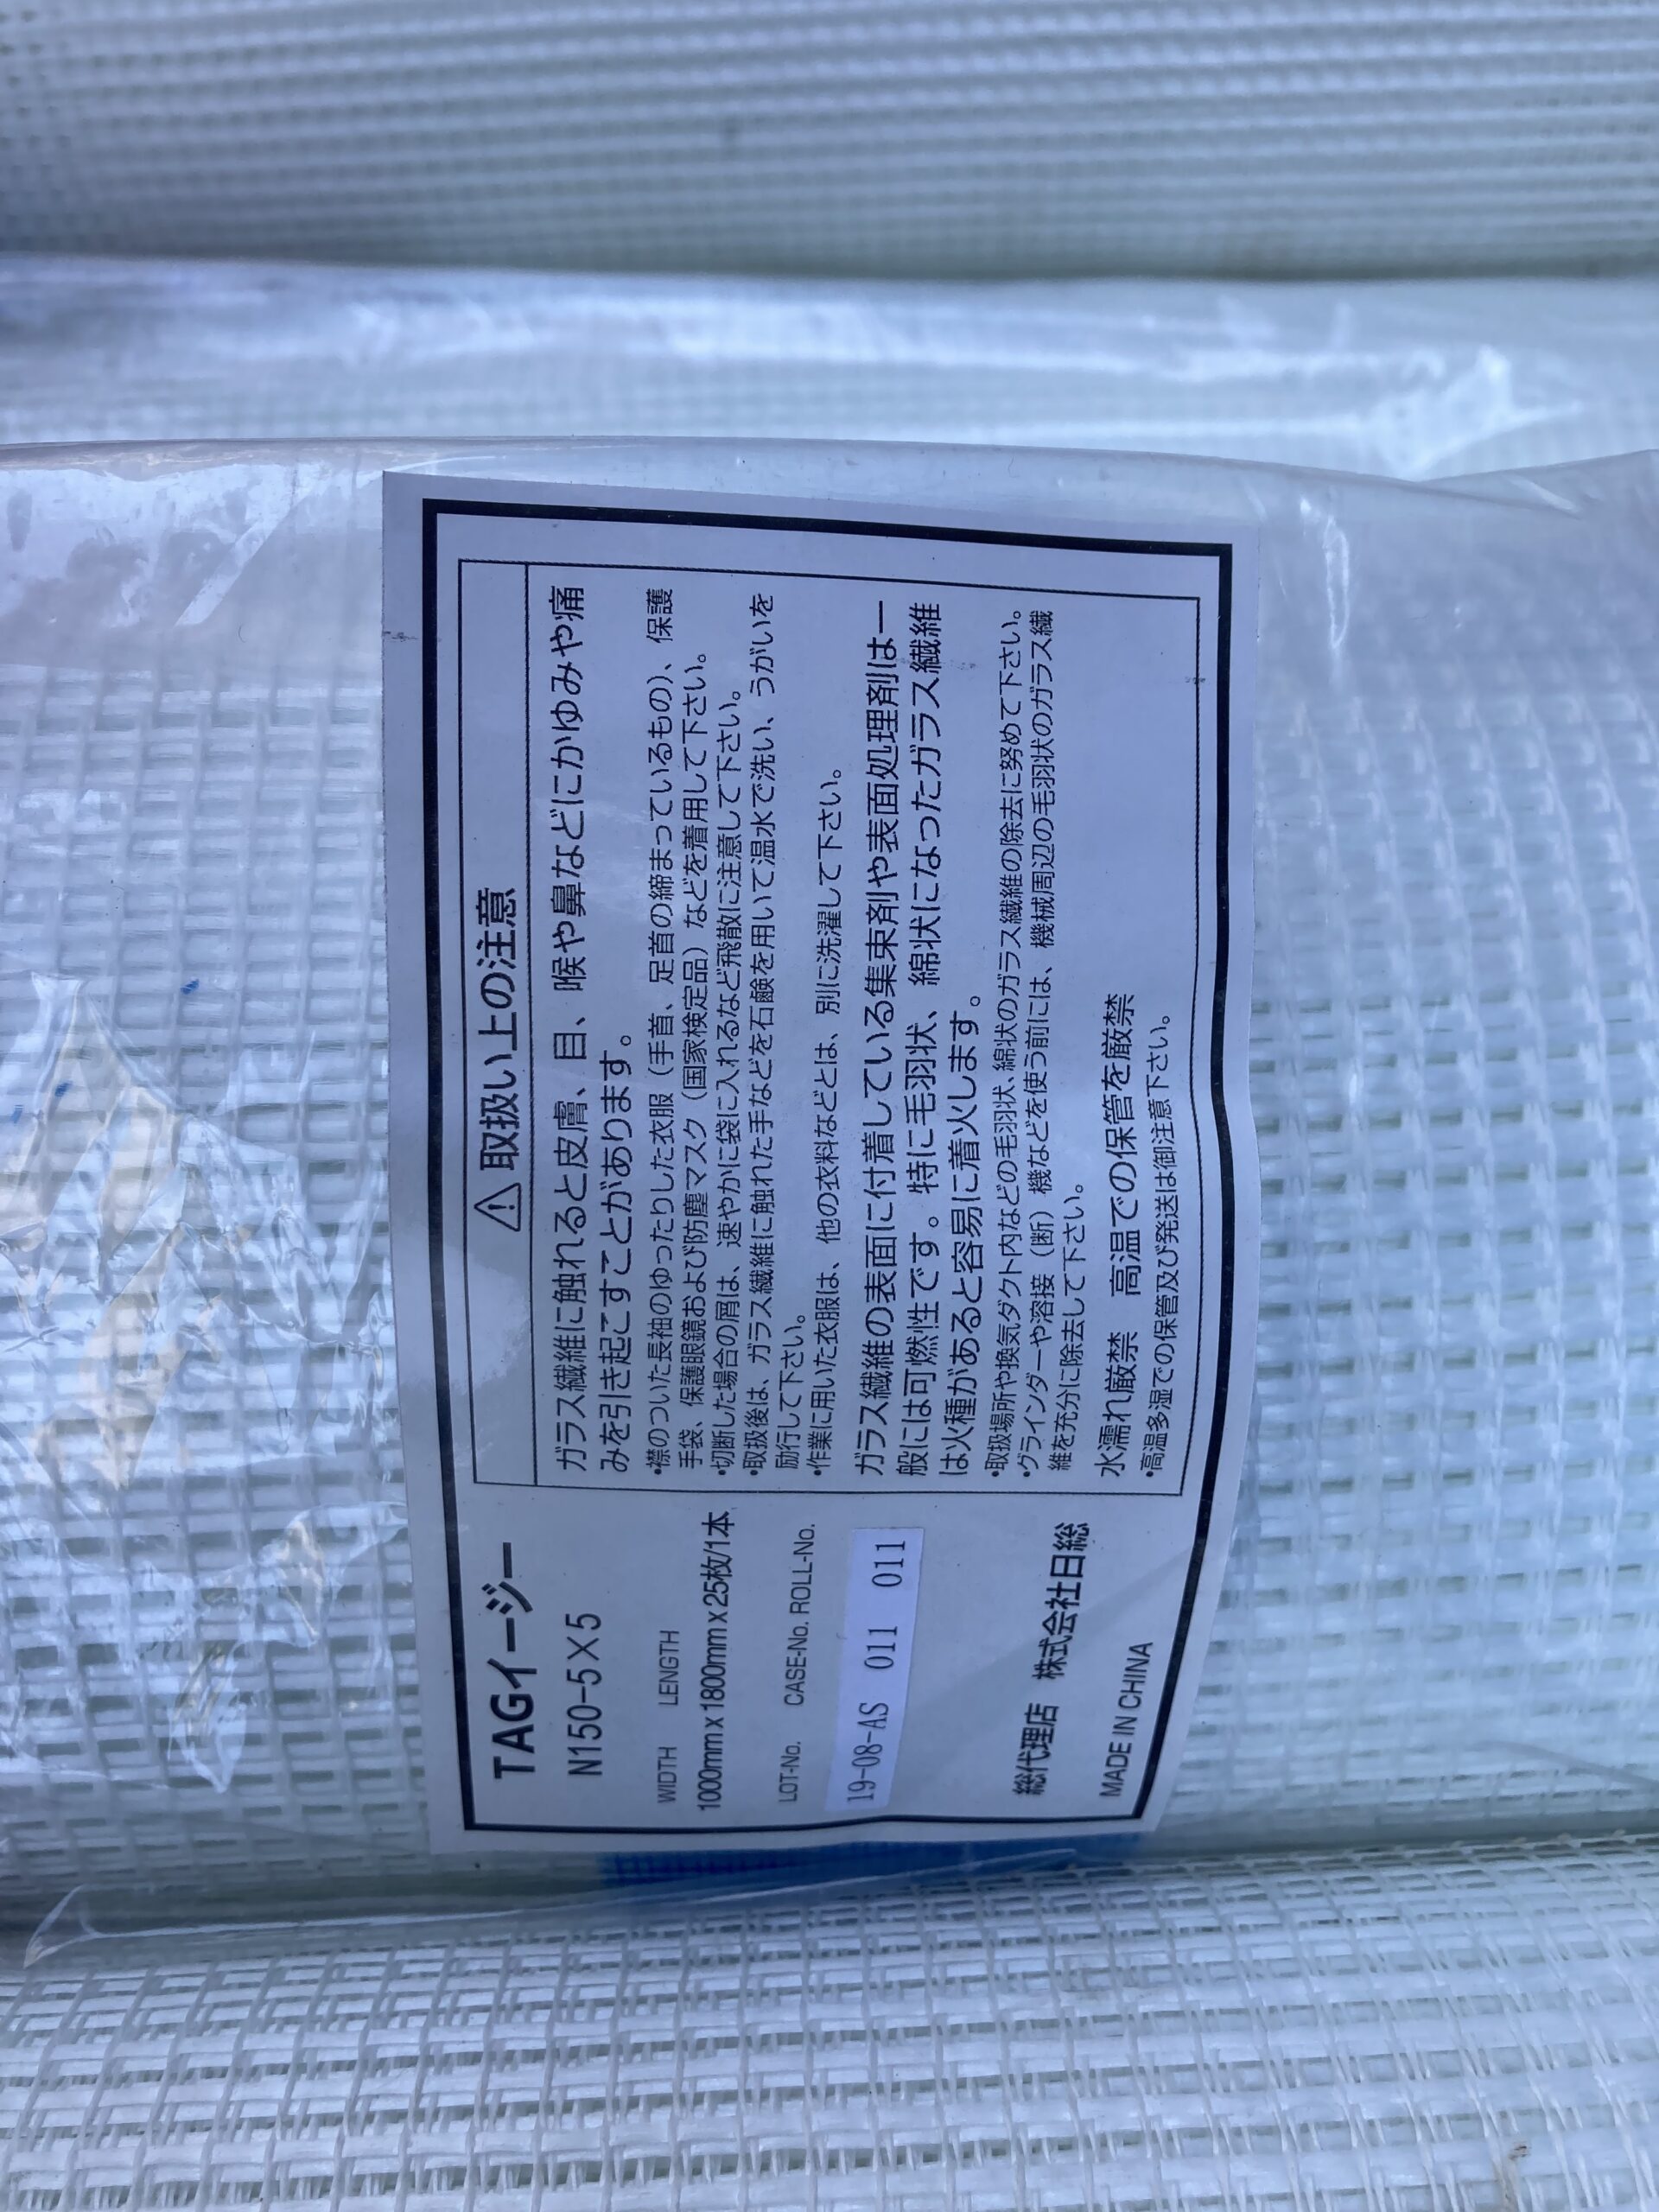 TAGイージー
N150-5×5
WIDTH LENGTH
1000mm x 1800mm x 25枚/1本
LOT-No. CASE-No. ROLL-No.
19-08-AS 011 011
総代理店 株式会社日総
MADE IN CHINA
⚠取扱い上の注意
ガラス繊維に触れると皮膚、目、喉や鼻などにかゆみや痛
みを引き起こすことがあります。
•襟のついた長袖のゆったりした衣服（手首、足首の締まっているもの）、保護
手袋、保護眼鏡および防塵マスク（国家検定品）などを着用して下さい。
•切断した場合の屑は、速やかに袋に入れるなど飛散に注意して下さい。
•取扱後は、ガラス繊維に触れた手などを石鹸を用いて温水で洗い、うがいを
励行して下さい。
•作業に用いた衣服は、他の衣料などとは、別に洗濯して下さい。
ガラス繊維の表面に付着している集束剤や表面処理剤は一
般には可燃性です。特に毛羽状、綿状になったガラス繊維
は火種があると容易に着火します。
•取扱場所や換気ダクト内などの毛羽状､綿状のガラス繊維の除去に努めて下さい。
•グラインダーや溶接（断）機などを使う前には、機械周辺の毛羽状のガラス繊
維を充分に除去して下さい。
水濡れ厳禁 高温での保管を厳禁
•高温多湿での保管及び発送は御注意下さい。